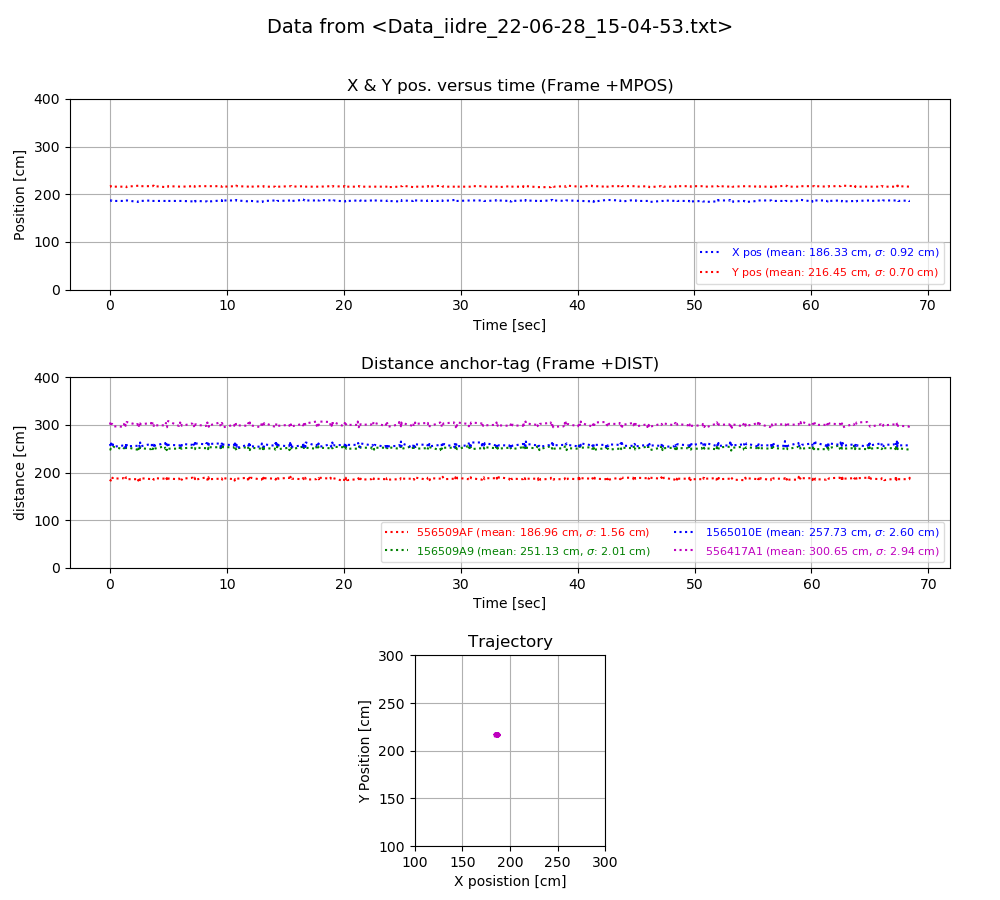 Data from <Data_iidre_22-06-28_15-04-53.txt>
X & Y pos. versus time (Frame +MPOS)
400
300
200
100
0
Position [cm]
X pos (mean: 186.33 cm, σ: 0.92 cm)
Y pos (mean: 216.45 cm, σ: 0.70 cm)
0 10 20 30 40 50 60 70
Time [sec]
Distance anchor-tag (Frame +DIST)
400
300
200
100
0
distance [cm]
556509AF (mean: 186.96 cm, σ: 1.56 cm) 1565010E (mean: 257.73 cm, σ: 2.60 cm)
156509A9 (mean: 251.13 cm, σ: 2.01 cm) 556417A1 (mean: 300.65 cm, σ: 2.94 cm)
0 10 20 30 40 50 60 70
Time [sec]
Trajectory
300
250
200
150
100
Y Position [cm]
100 150 200 250 300
X posistion [cm]